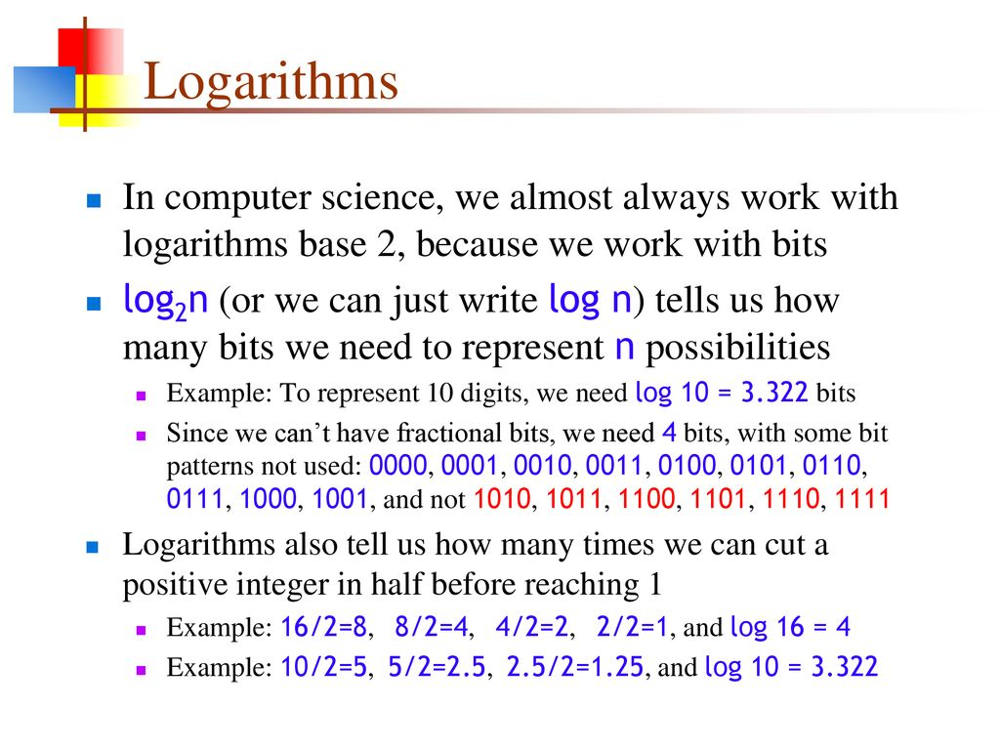 Logarithms
In computer science, we almost always work with
logarithms base 2, because we work with bits
log₂n (or we can just write log n) tells us how
many bits we need to represent n possibilities
Example: To represent 10 digits, we need log 10 = 3.322 bits
Since we can’t have fractional bits, we need 4 bits, with some bit
patterns not used: 0000, 0001, 0010, 0011, 0100, 0101, 0110,
0111, 1000, 1001, and not 1010, 1011, 1100, 1101, 1110, 1111
Logarithms also tell us how many times we can cut a
positive integer in half before reaching 1
Example: 16/2=8, 8/2=4, 4/2=2, 2/2=1, and log 16 = 4
Example: 10/2=5, 5/2=2.5, 2.5/2=1.25, and log 10 = 3.322